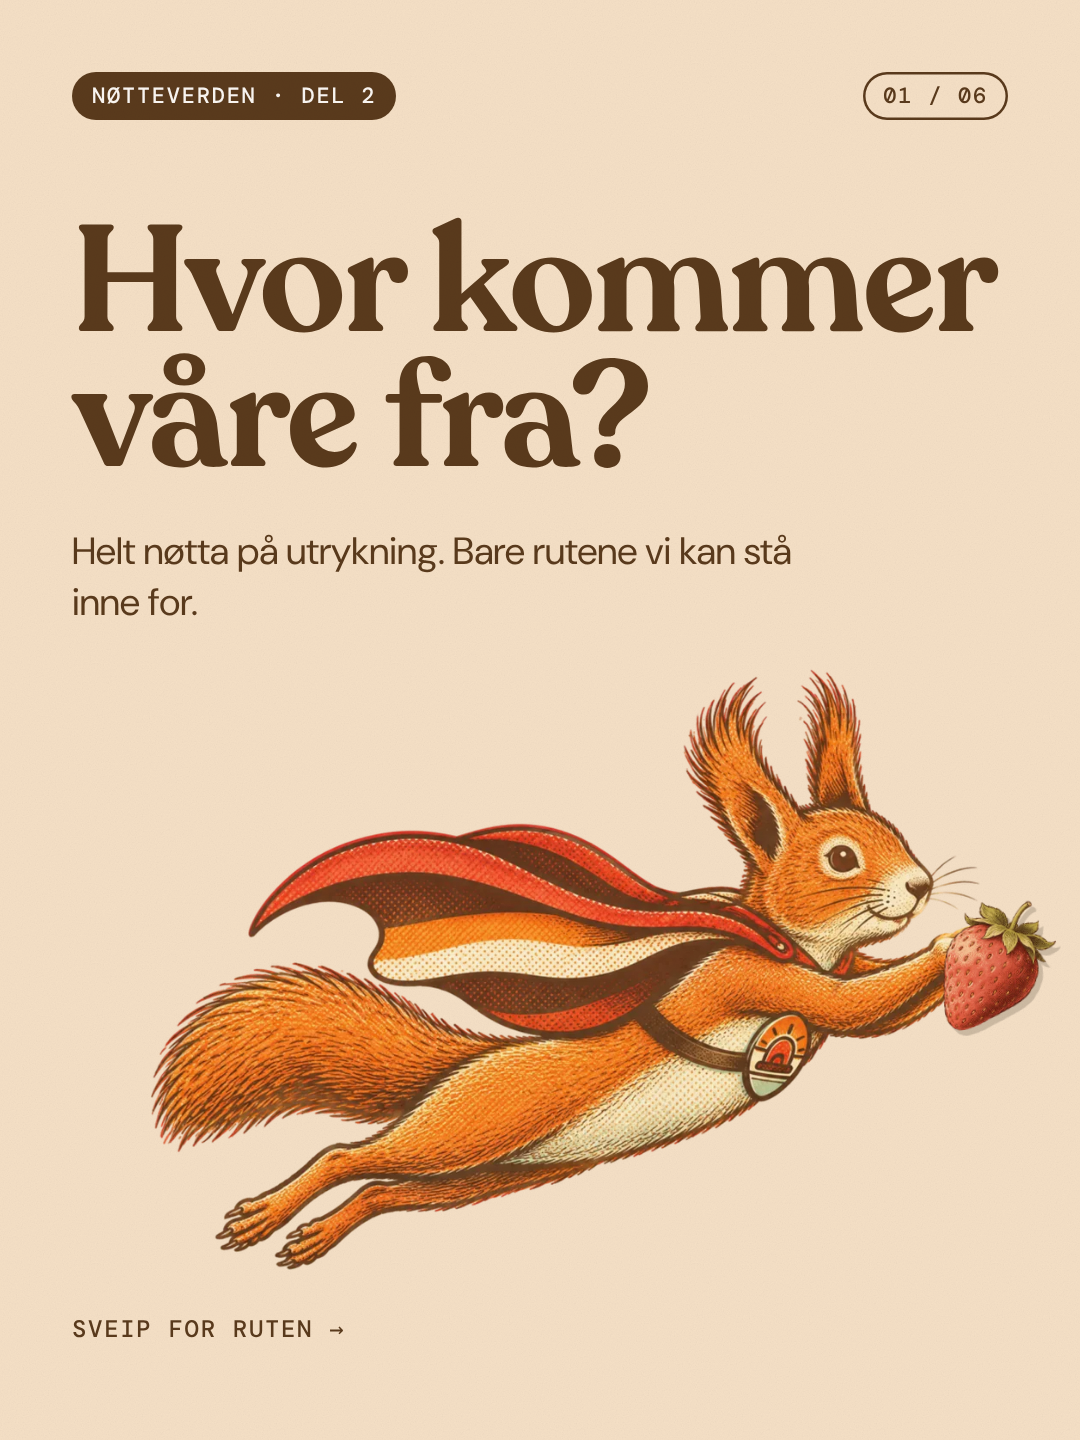 NØTTEVERDEN · DEL 2
01 / 06
Hvor kommer
våre fra?
Helt nøtta på utrykning. Bare rutene vi kan stå
inne for.
SVEIP FOR RUTEN →